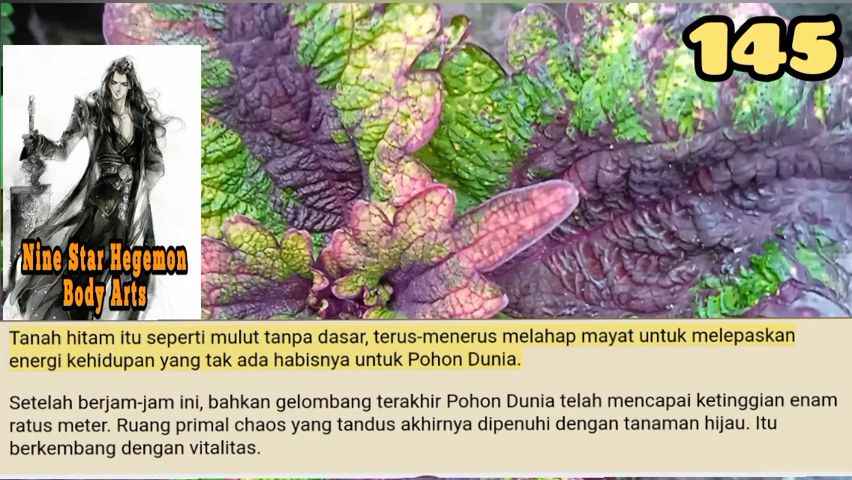 145
Nine Star Hegemon
Body Arts
Tanah hitam itu seperti mulut tanpa dasar, terus-menerus melahap mayat untuk melepaskan
energi kehidupan yang tak ada habisnya untuk Pohon Dunia.
Setelah berjam-jam ini, bahkan gelombang terakhir Pohon Dunia telah mencapai ketinggian enam
ratus meter. Ruang primal chaos yang tandus akhirnya dipenuhi dengan tanaman hijau. Itu
berkembang dengan vitalitas.